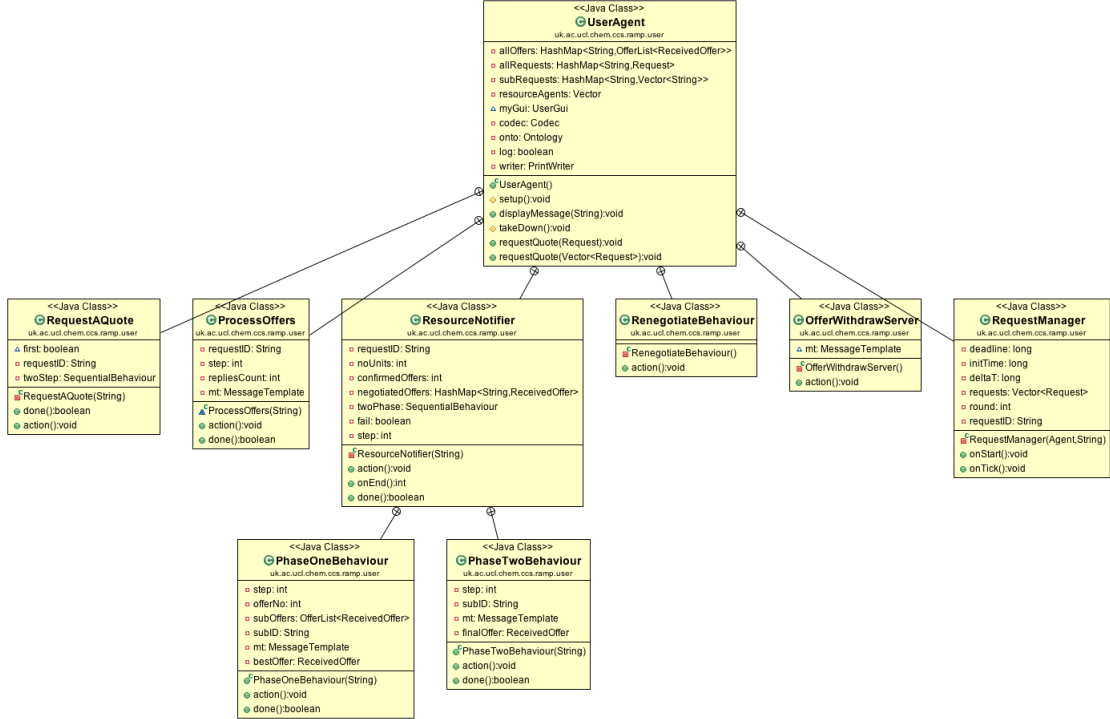 <<Java Class>>
UserAgent
uk.ac.ucl.chem.ccs.ramp.user
allOffers: HashMap<String,OfferList<ReceivedOffer>>
allRequests: HashMap<String,Request>
subRequests: HashMap<String,Vector<String>>
resourceAgents: Vector
myGui: UserGui
codec: Codec
onto: Ontology
log: boolean
writer: PrintWriter
UserAgent()
setup():void
displayMessage(String):void
takeDown():void
requestQuote(Request):void
requestQuote(Vector<Request>):void
<<Java Class>>
RequestAQuote
uk.ac.ucl.chem.ccs.ramp.user
first: boolean
requestID: String
twoStep: SequentialBehaviour
RequestAQuote(String)
done():boolean
action():void
<<Java Class>>
ProcessOffers
uk.ac.ucl.chem.ccs.ramp.user
requestID: String
step: int
repliesCount: int
mt: MessageTemplate
ProcessOffers(String)
action():void
done():boolean
<<Java Class>>
ResourceNotifier
uk.ac.ucl.chem.ccs.ramp.user
requestID: String
noUnits: int
confirmedOffers: int
negotiatedOffers: HashMap<String,ReceivedOffer>
twoPhase: SequentialBehaviour
fail: boolean
step: int
ResourceNotifier(String)
action():void
onEnd():int
done():boolean
<<Java Class>>
RenegotiateBehaviour
uk.ac.ucl.chem.ccs.ramp.user
RenegotiateBehaviour()
action():void
<<Java Class>>
OfferWithdrawServer
uk.ac.ucl.chem.ccs.ramp.user
mt: MessageTemplate
OfferWithdrawServer()
action():void
<<Java Class>>
RequestManager
uk.ac.ucl.chem.ccs.ramp.user
deadline: long
initTime: long
deltaT: long
requests: Vector<Request>
round: int
requestID: String
RequestManager(Agent,String)
onStart():void
onTick():void
<<Java Class>>
PhaseOneBehaviour
uk.ac.ucl.chem.ccs.ramp.user
step: int
offerNo: int
subOffers: OfferList<ReceivedOffer>
subID: String
mt: MessageTemplate
bestOffer: ReceivedOffer
PhaseOneBehaviour(String)
action():void
done():boolean
<<Java Class>>
PhaseTwoBehaviour
uk.ac.ucl.chem.ccs.ramp.user
step: int
subID: String
mt: MessageTemplate
finalOffer: ReceivedOffer
PhaseTwoBehaviour(String)
action():void
done():boolean